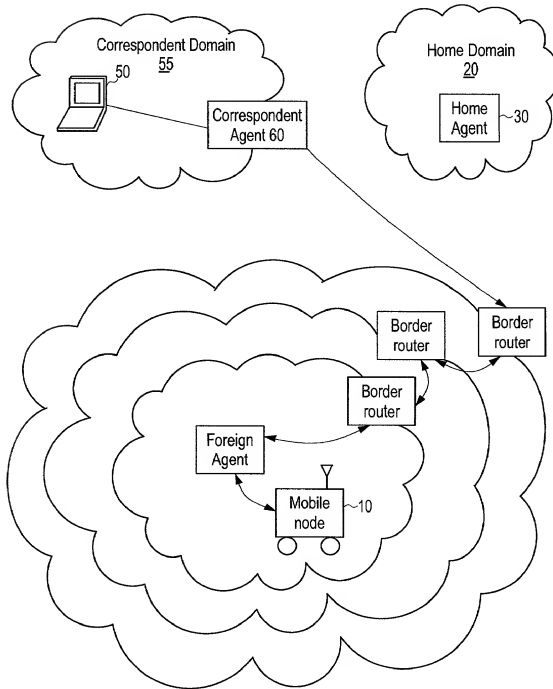 Correspondent Domain
55
50
Correspondent
Agent 60
Home Domain
20
Home
Agent
30
Border
router
Border
router
Border
router
Foreign
Agent
Mobile
node
10